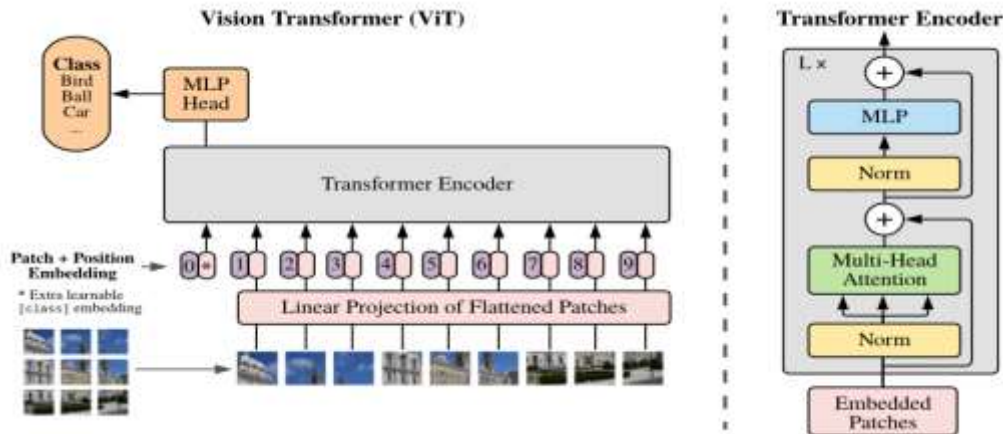 Vision Transformer (ViT)
Class
Bird
Ball
Car
...
MLP
Head
Transformer Encoder
Patch + Position
Embedding
* Extra learnable
[class] embedding
0 * 1 2 3 4 5 6 7 8 9
Linear Projection of Flattened Patches
Transformer Encoder
L ×
+
MLP
Norm
+
Multi-Head
Attention
Norm
Embedded
Patches